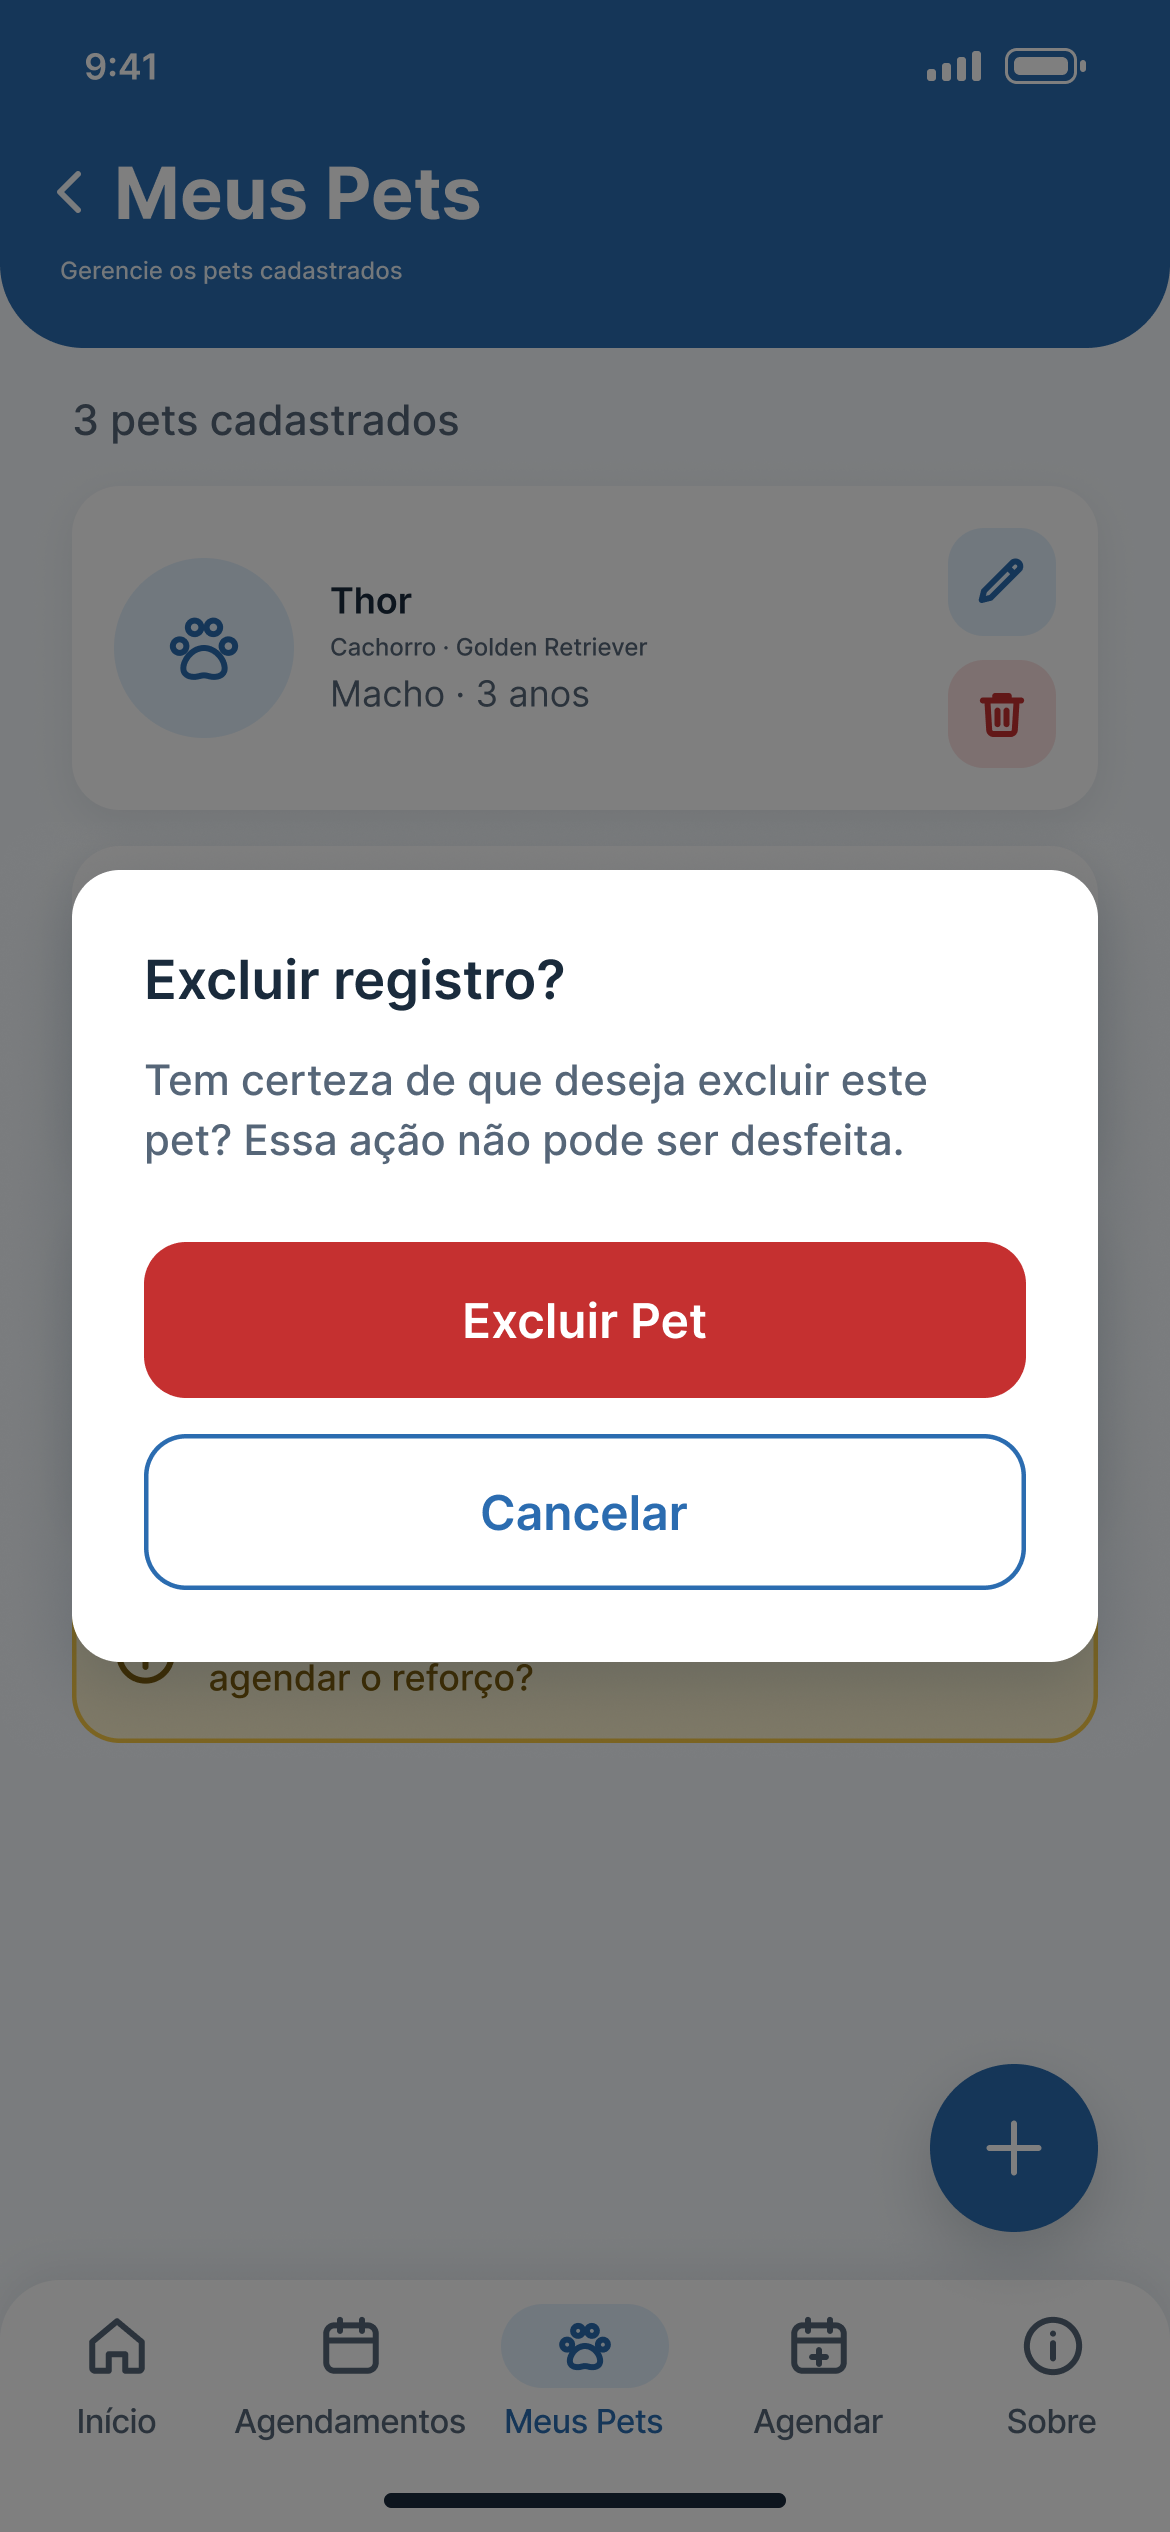 9:41
Meus Pets
Gerencie os pets cadastrados
3 pets cadastrados
Thor
Cachorro · Golden Retriever
Macho · 3 anos
Excluir registro?
Tem certeza de que deseja excluir este
pet? Essa ação não pode ser desfeita.
Excluir Pet
Cancelar
agendar o reforço?
Início
Agendamentos
Meus Pets
Agendar
Sobre